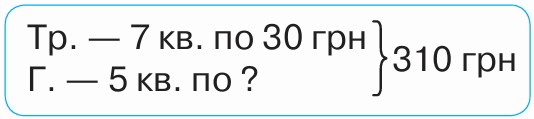 Тр. — 7 кв. по 30 грн
Г. — 5 кв. по ?
310 грн